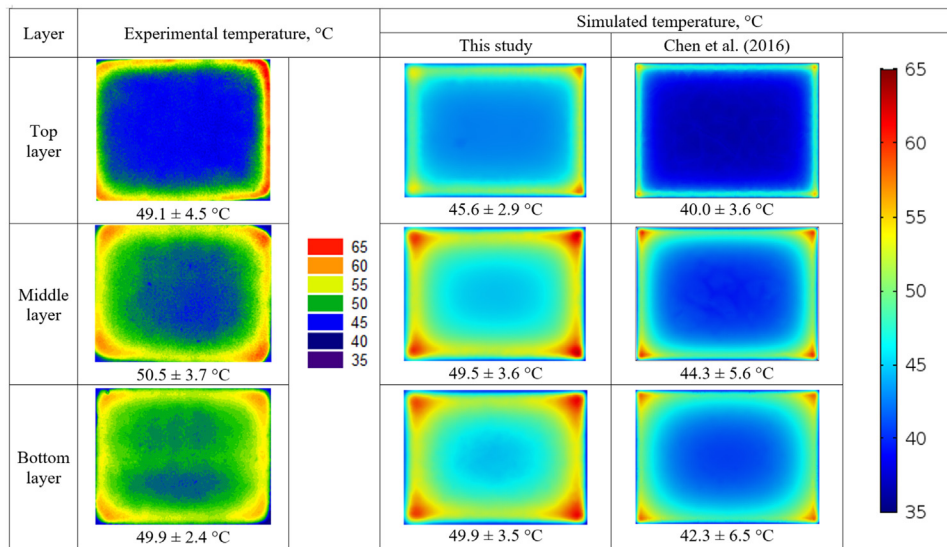 Layer
Experimental temperature, °C
Simulated temperature, °C
This study
Chen et al. (2016)
Top
layer
49.1 ± 4.5 °C
45.6 ± 2.9 °C
40.0 ± 3.6 °C
Middle
layer
50.5 ± 3.7 °C
49.5 ± 3.6 °C
44.3 ± 5.6 °C
Bottom
layer
49.9 ± 2.4 °C
49.9 ± 3.5 °C
42.3 ± 6.5 °C
65
60
55
50
45
40
35
65
60
55
50
45
40
35